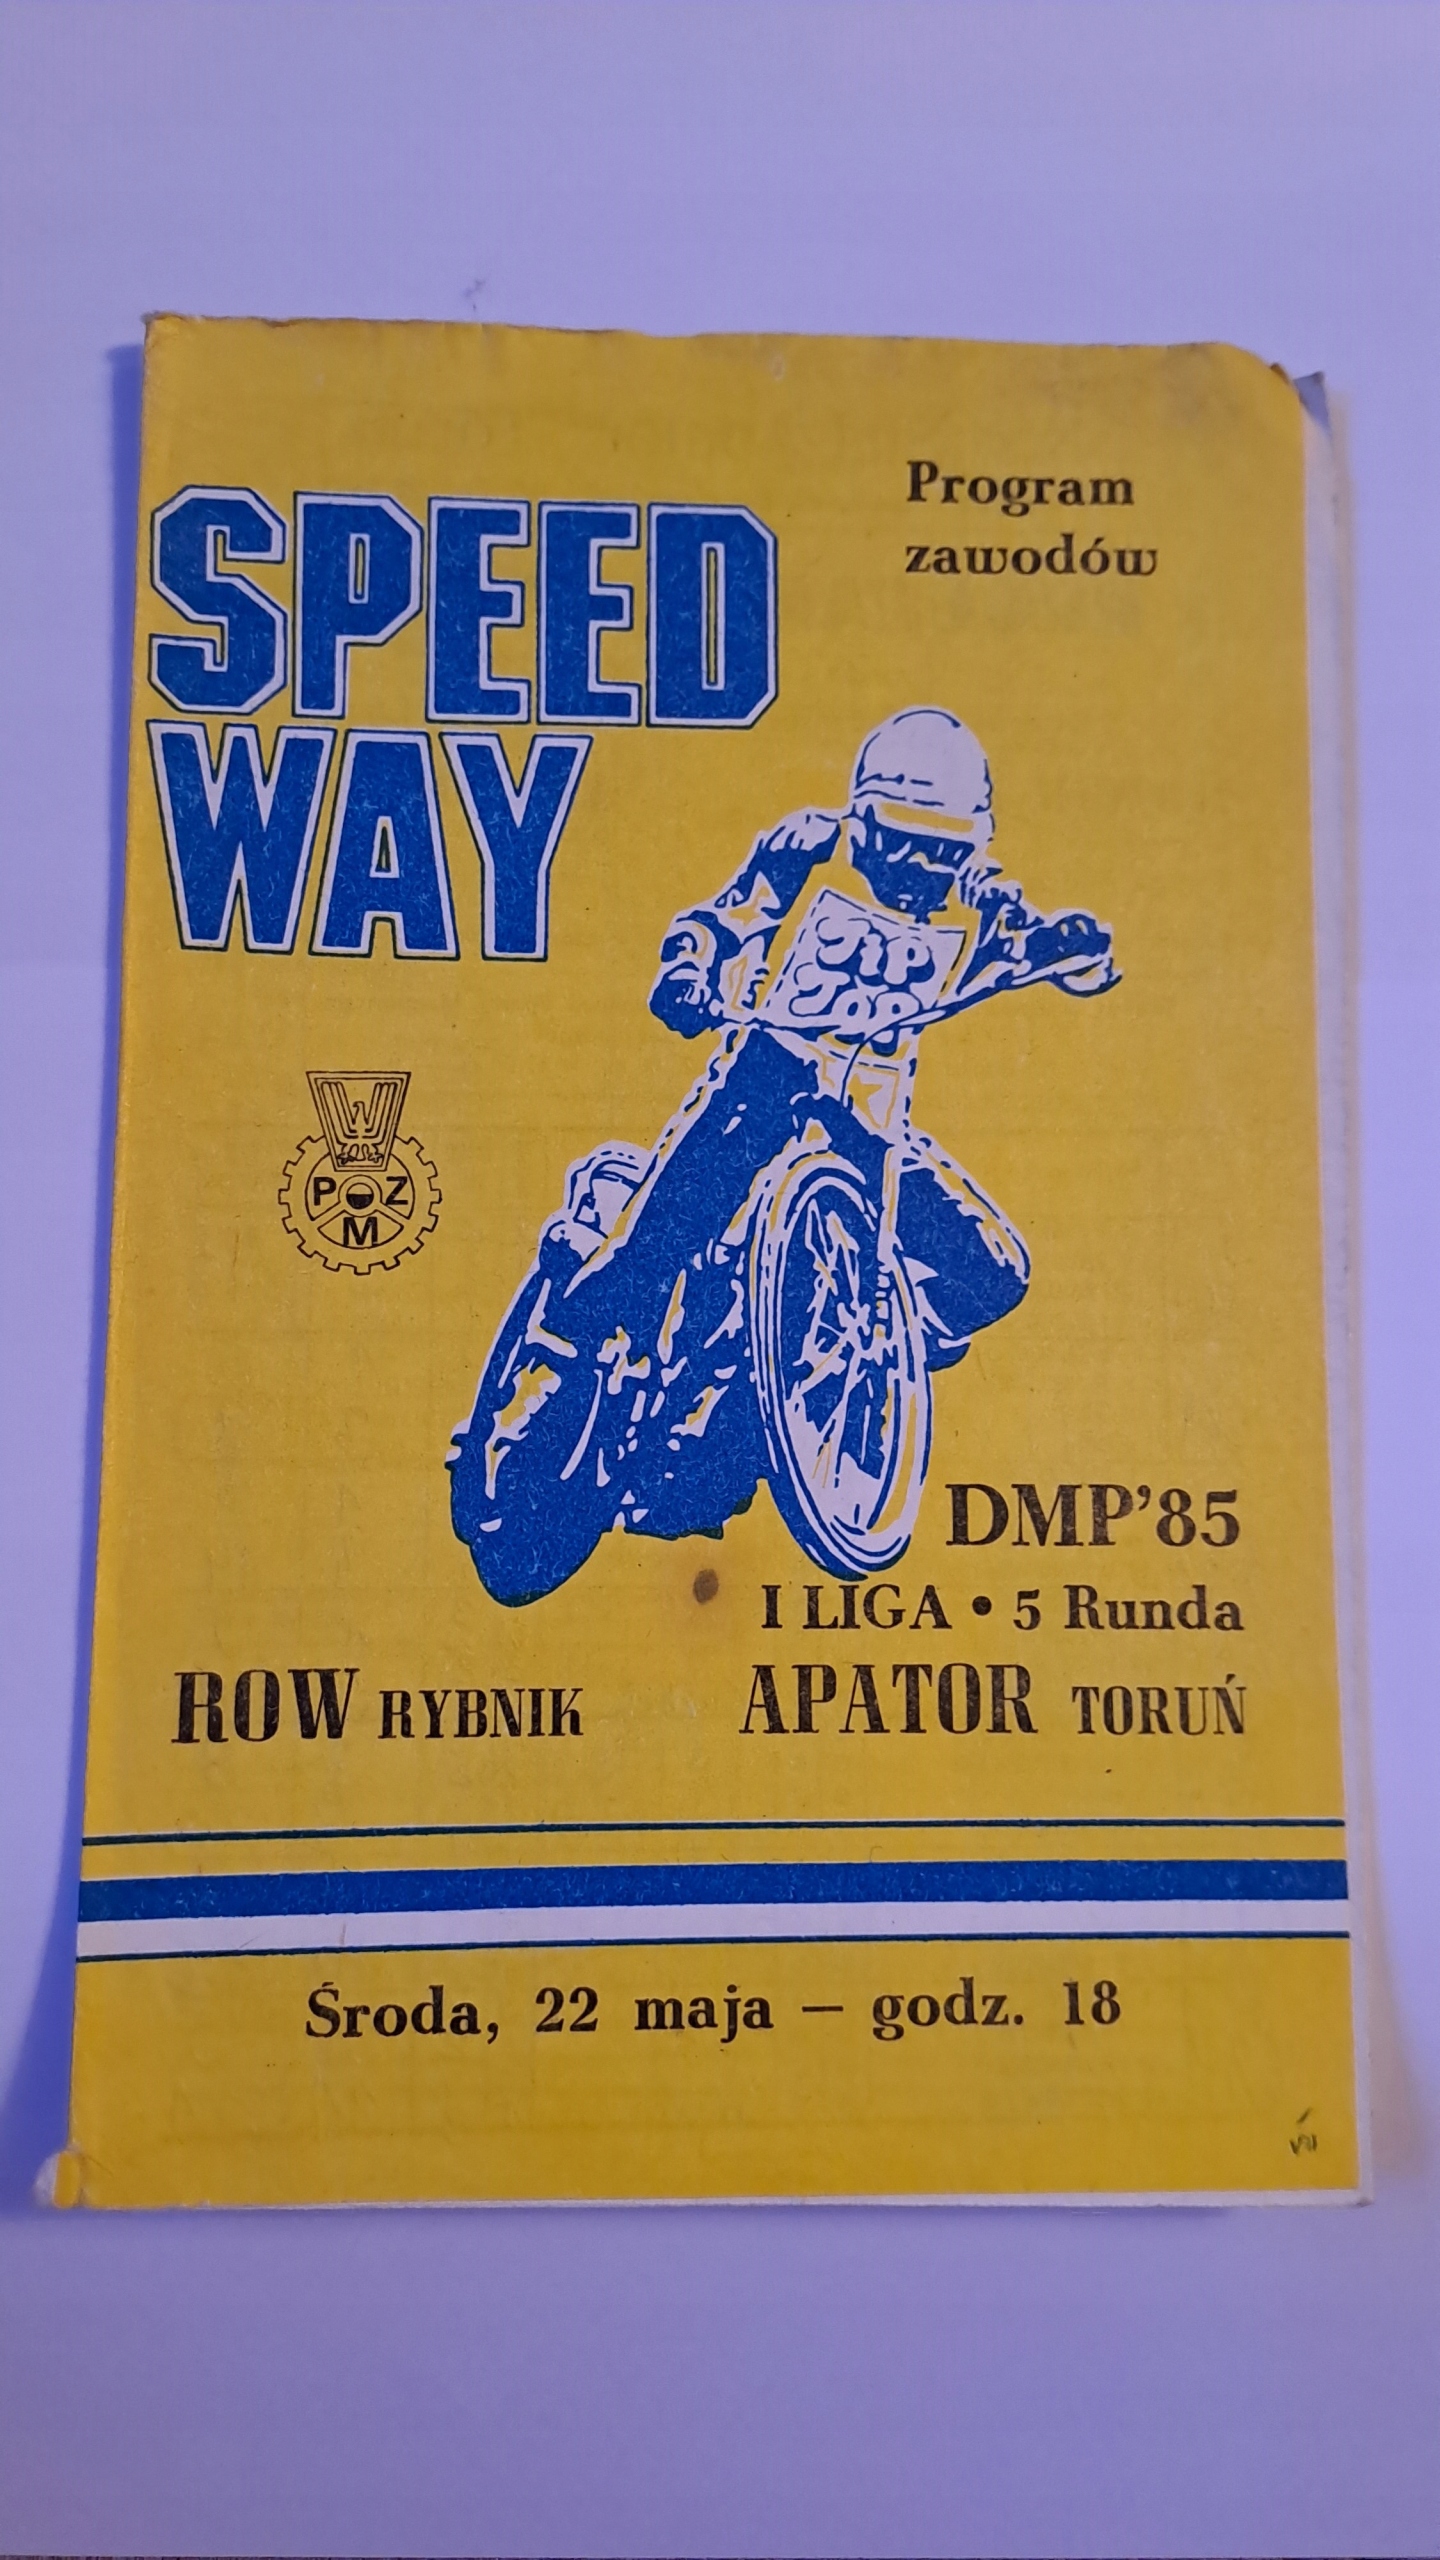 Program
zawodów
SPEED
WAY
Tip
Top
P Z
M
DMP'85
I LIGA • 5 Runda
ROW RYBNIK APATOR TORUŃ
Środa, 22 maja — godz. 18